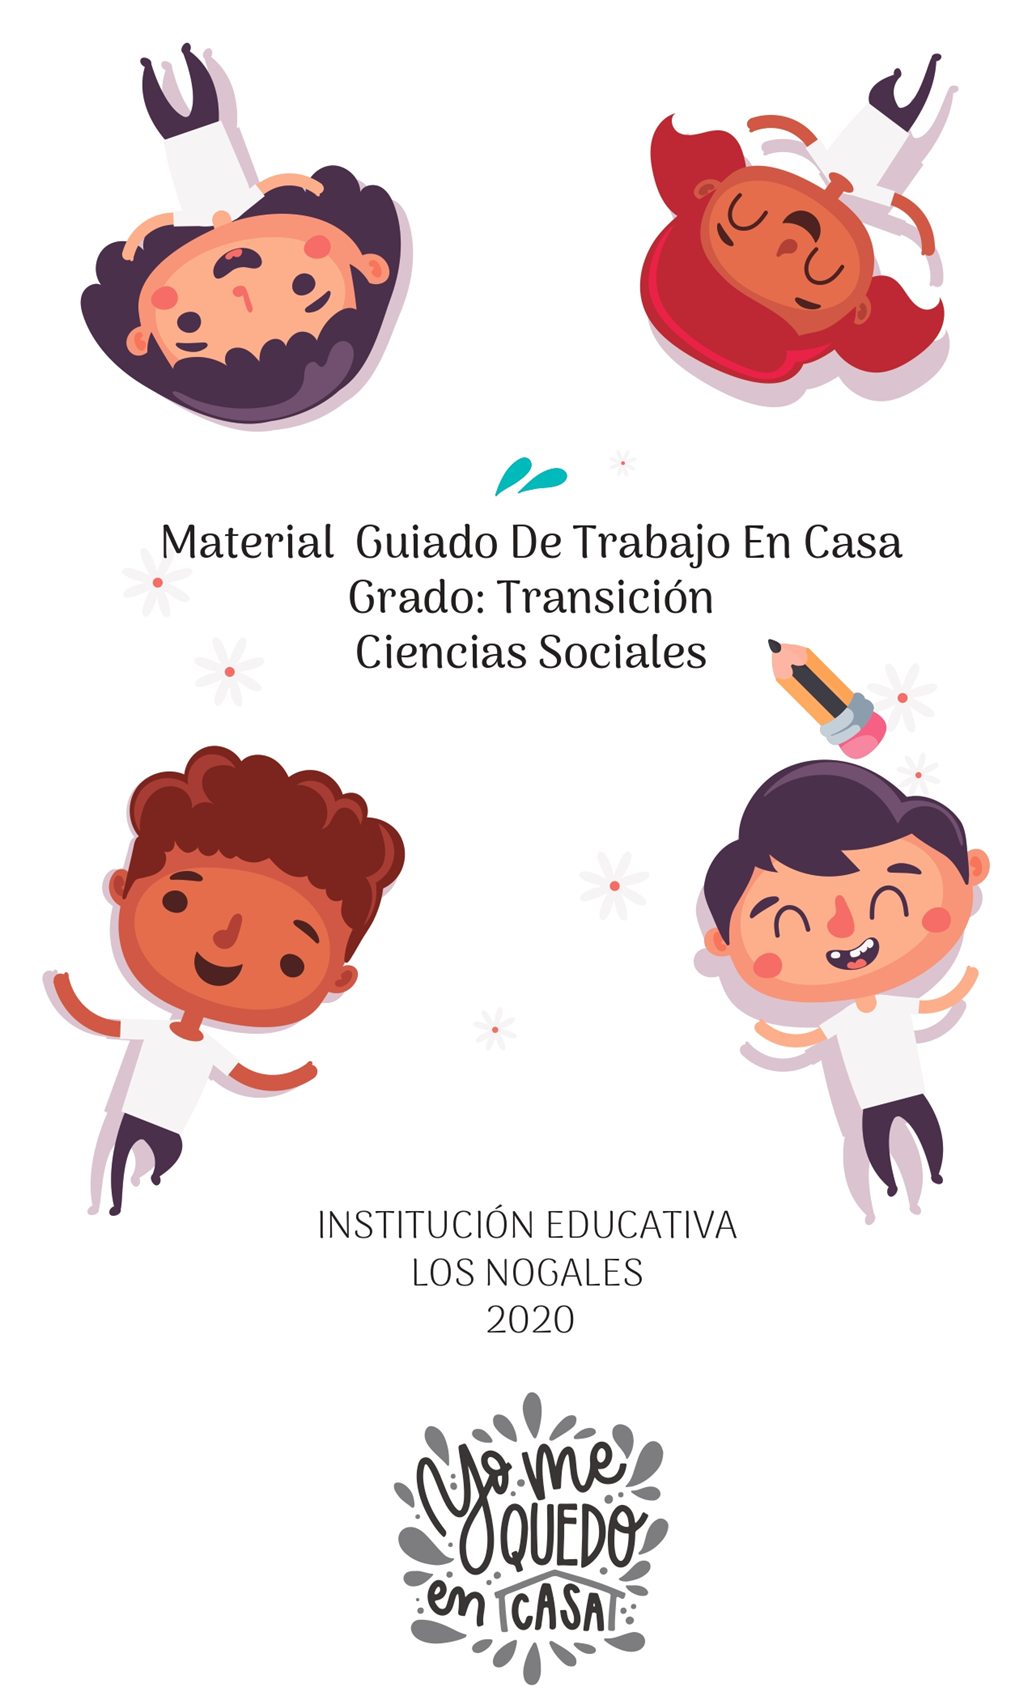 Material Guiado De Trabajo En Casa
Grado: Transición
Ciencias Sociales
INSTITUCIÓN EDUCATIVA
LOS NOGALES
2020
Yo me
QUEDO
en CASA